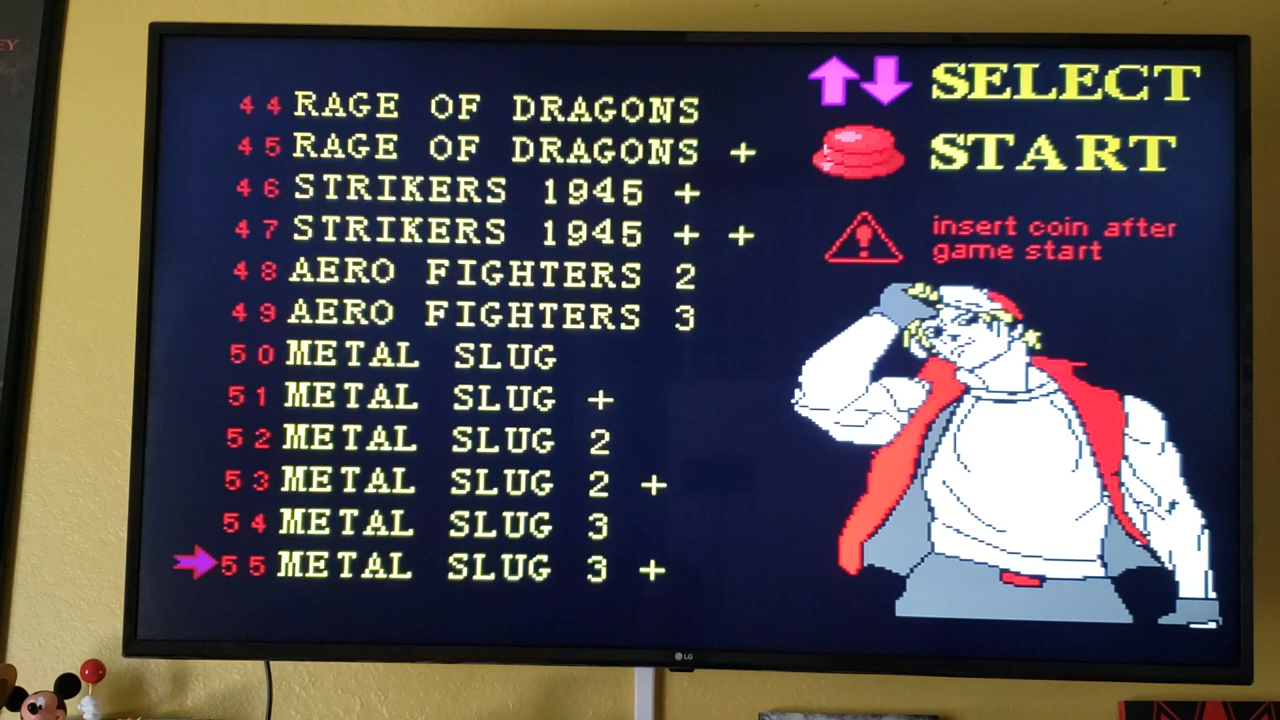 EY
44 RAGE OF DRAGONS
45 RAGE OF DRAGONS +
46 STRIKERS 1945 +
47 STRIKERS 1945 + +
48 AERO FIGHTERS 2
49 AERO FIGHTERS 3
50 METAL SLUG
51 METAL SLUG +
52 METAL SLUG 2
53 METAL SLUG 2 +
54 METAL SLUG 3
55 METAL SLUG 3 +
SELECT
START
!
insert coin after
game start
LG